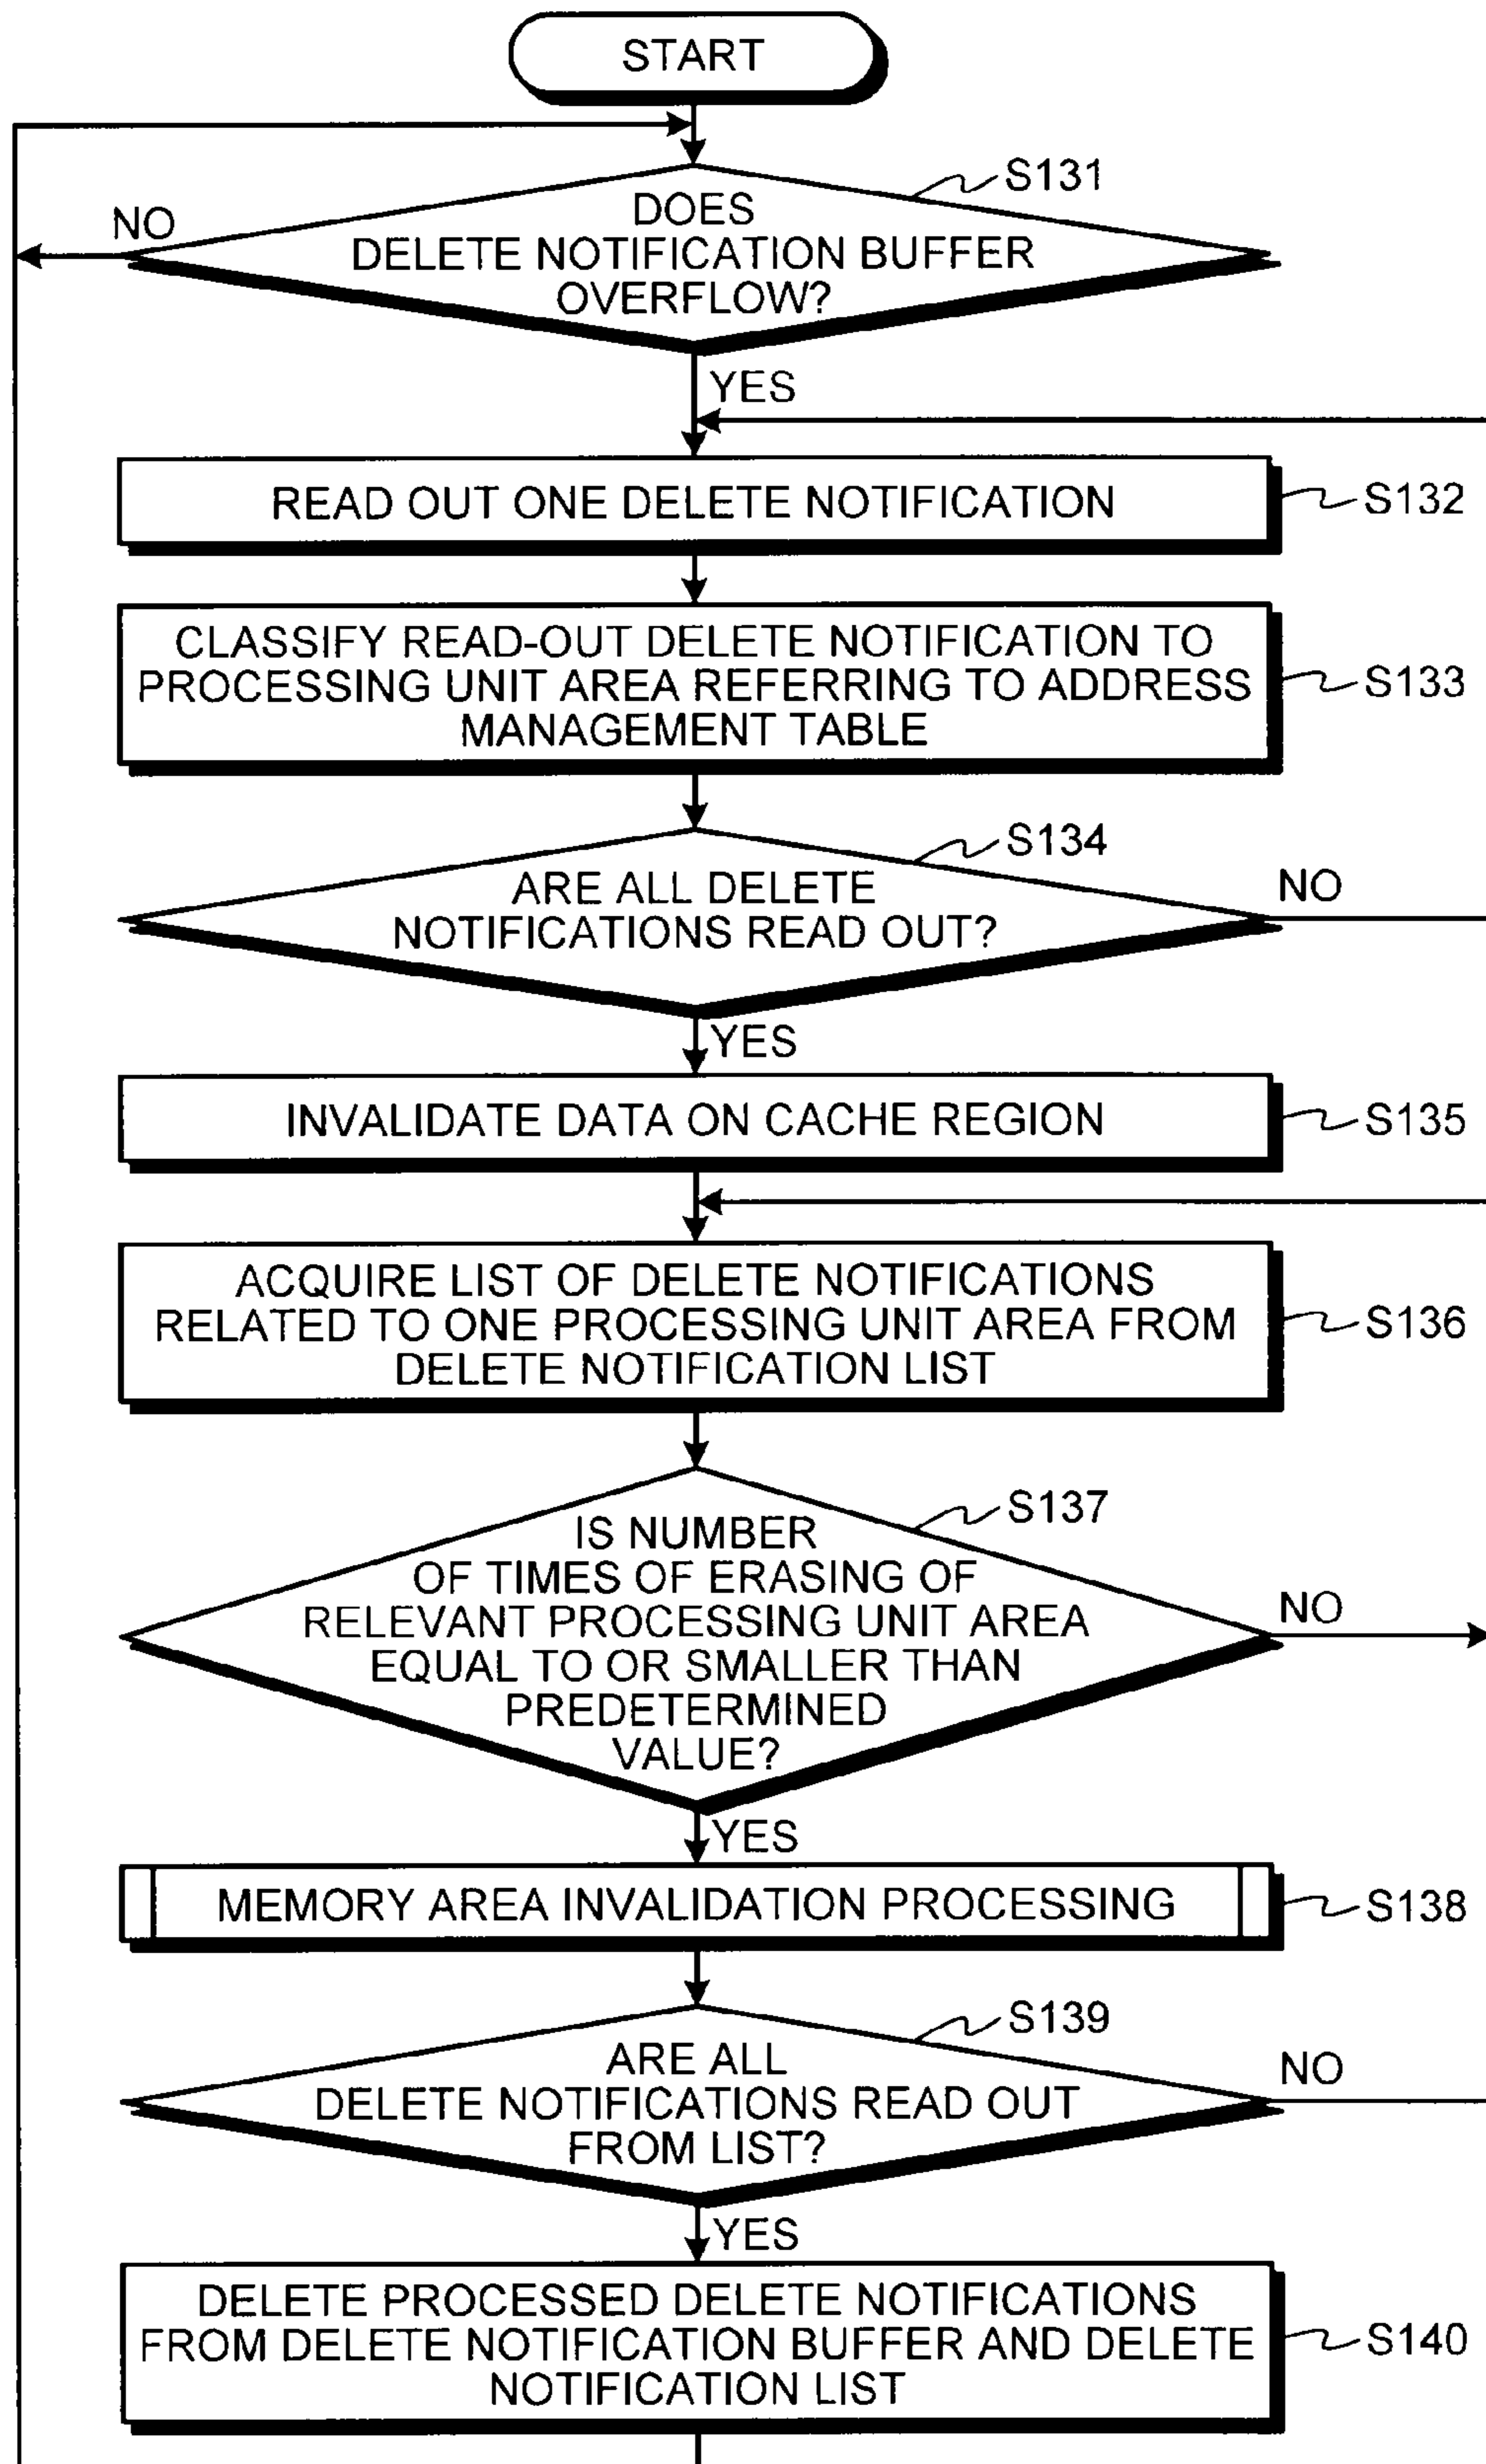 START
S131
NO
DOES
DELETE NOTIFICATION BUFFER
OVERFLOW?
YES
READ OUT ONE DELETE NOTIFICATION
S132
CLASSIFY READ-OUT DELETE NOTIFICATION TO
PROCESSING UNIT AREA REFERRING TO ADDRESS
MANAGEMENT TABLE
S133
S134
ARE ALL DELETE
NOTIFICATIONS READ OUT?
NO
YES
INVALIDATE DATA ON CACHE REGION
S135
ACQUIRE LIST OF DELETE NOTIFICATIONS
RELATED TO ONE PROCESSING UNIT AREA FROM
DELETE NOTIFICATION LIST
S136
S137
IS NUMBER
OF TIMES OF ERASING OF
RELEVANT PROCESSING UNIT AREA
EQUAL TO OR SMALLER THAN
PREDETERMINED
VALUE?
NO
YES
MEMORY AREA INVALIDATION PROCESSING
S138
S139
ARE ALL
DELETE NOTIFICATIONS READ OUT
FROM LIST?
NO
YES
DELETE PROCESSED DELETE NOTIFICATIONS
FROM DELETE NOTIFICATION BUFFER AND DELETE
NOTIFICATION LIST
S140